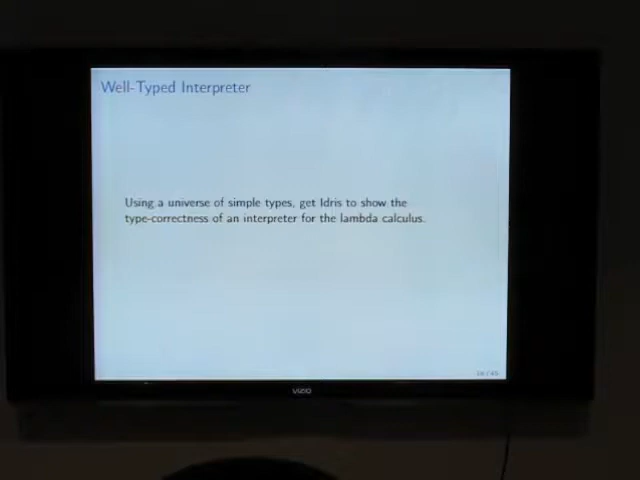 Well-Typed Interpreter
Using a universe of simple types, get Idris to show the
type-correctness of an interpreter for the lambda calculus.
VIZIO